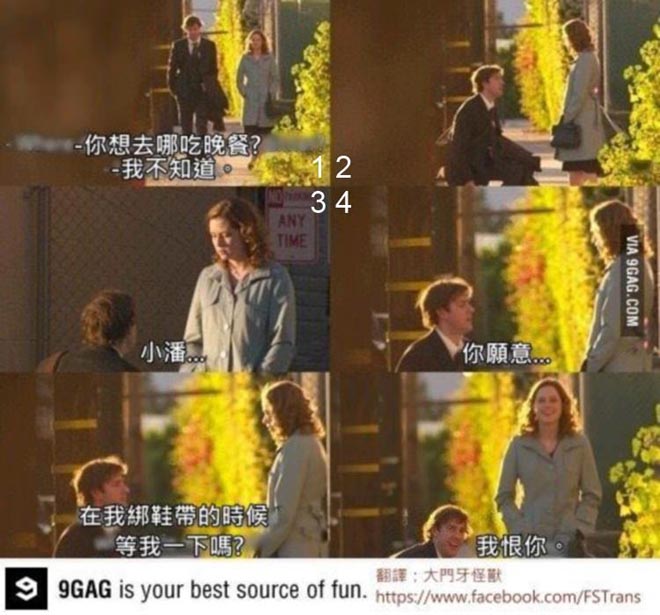 -你想去哪吃晚餐?
-我不知道。
1 2
3 4
NO PARKING
ANY
TIME
小潘...
你願意...
VIA 9GAG.COM
在我綁鞋帶的時候
等我一下嗎?
我恨你。
9GAG is your best source of fun.
翻譯：大門牙怪獸
https://www.facebook.com/FSTrans